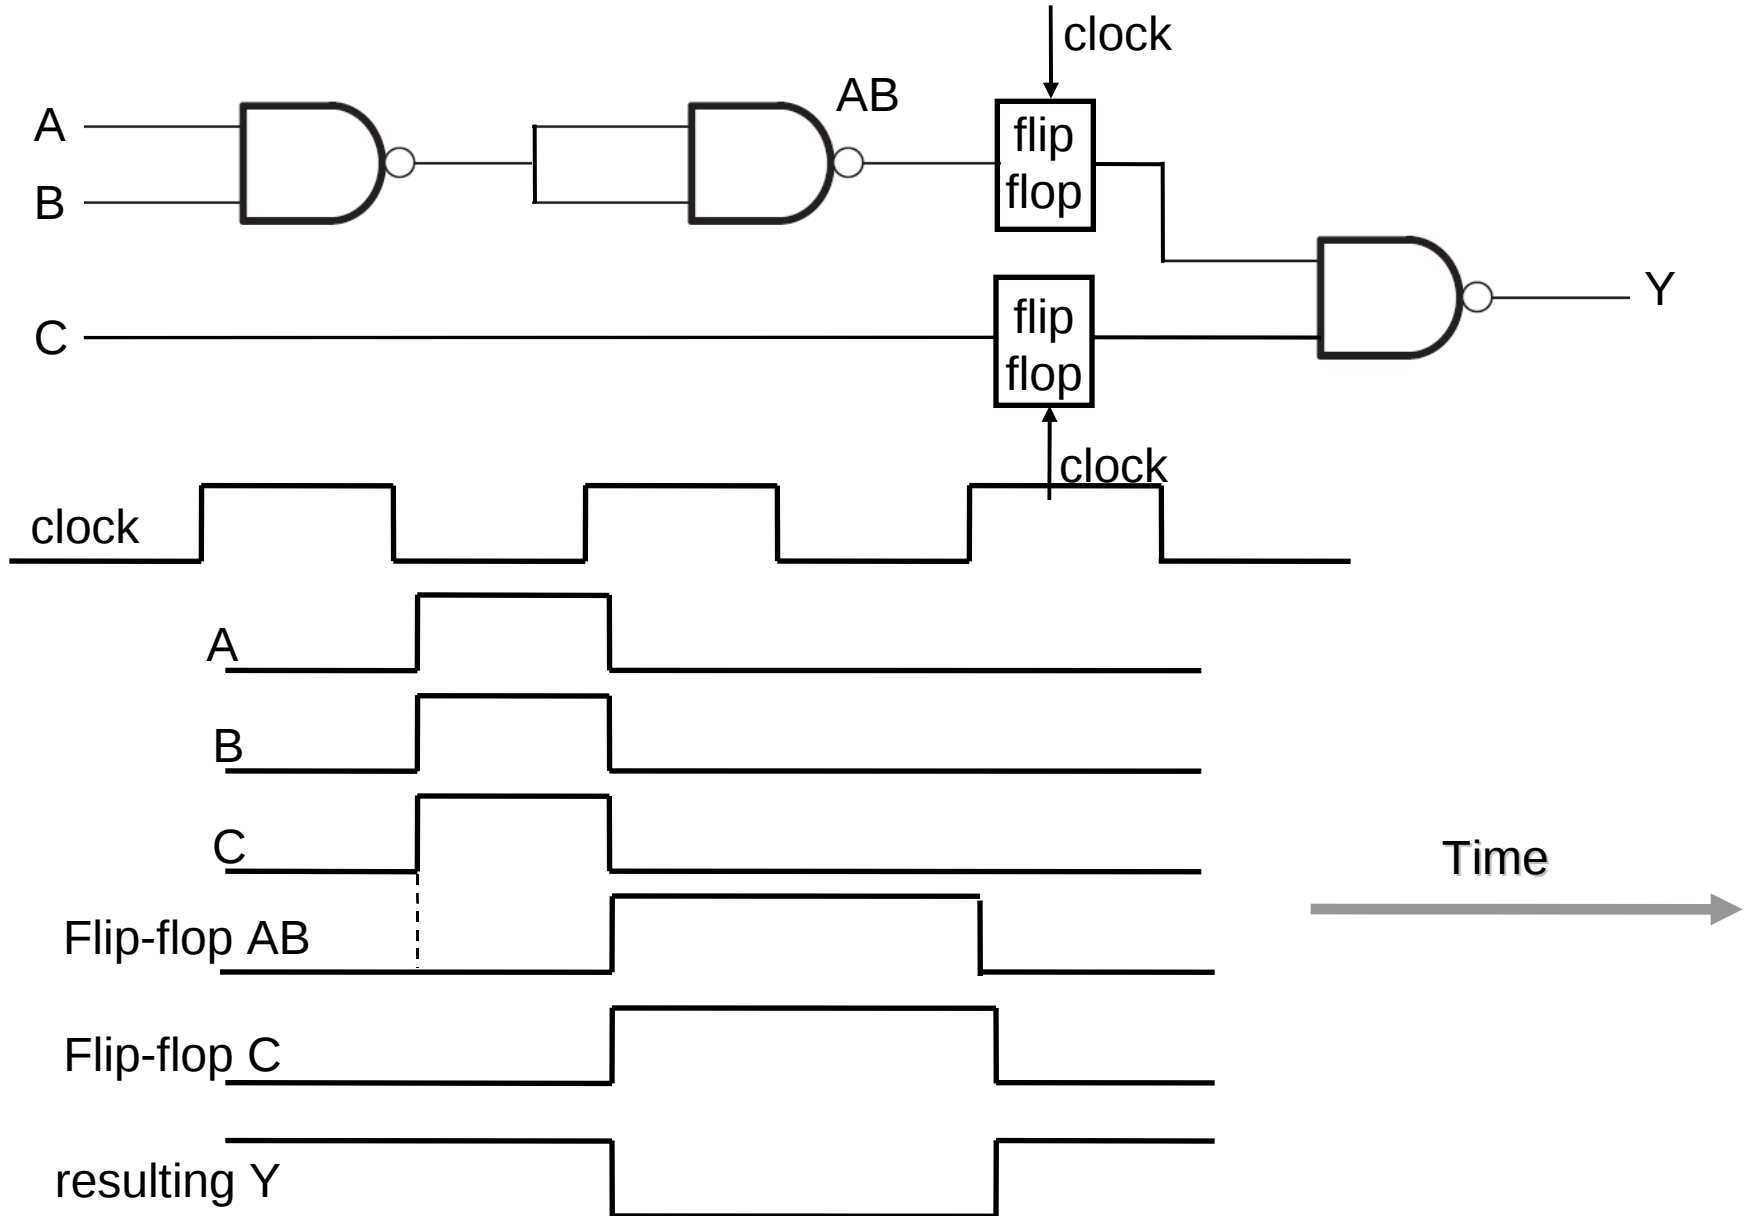 clock
A
B
AB
flip
flop
C
flip
flop
Y
clock
clock
A
B
C
Time
Flip-flop AB
Flip-flop C
resulting Y